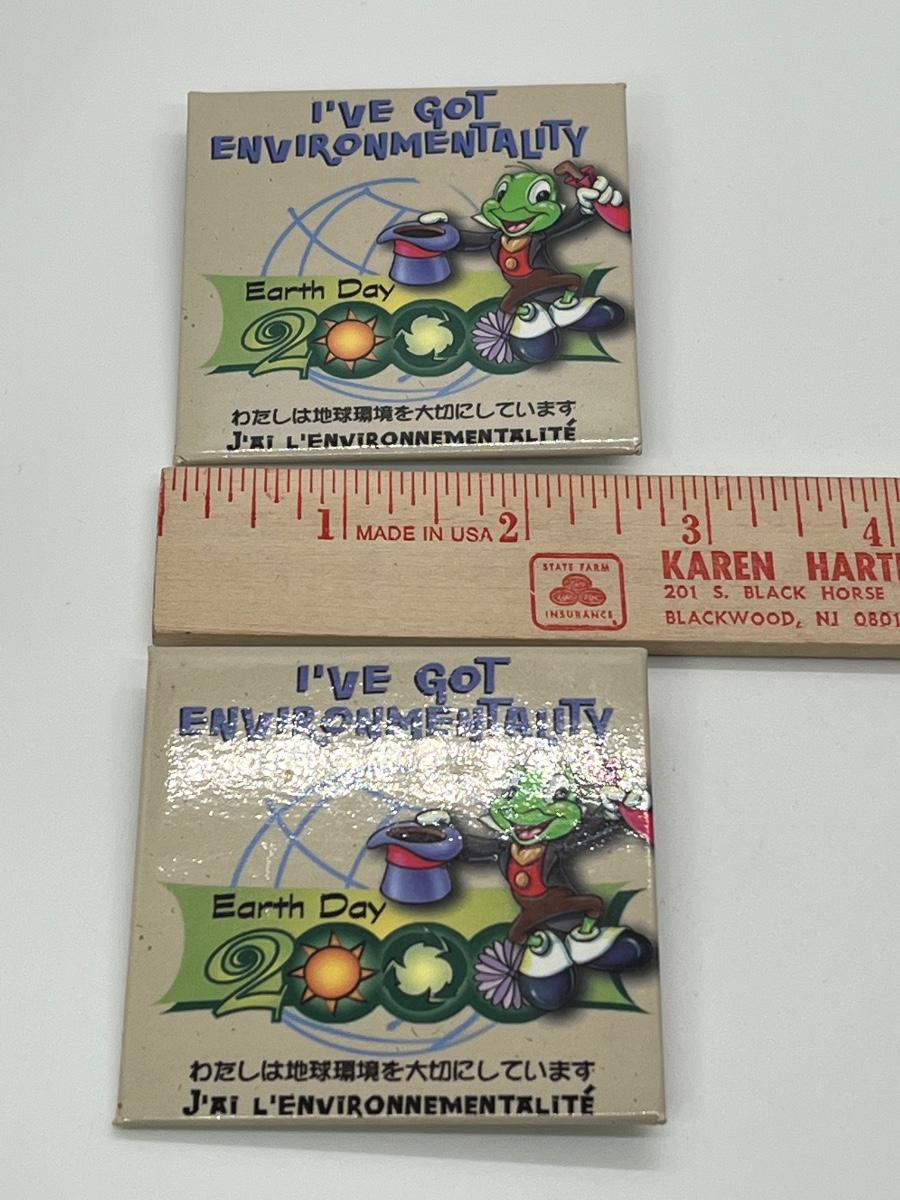 I'VE GOT
ENVIRONMENTALITY
Earth Day
2000
わたしは地球環境を大切にしています
J'AI L'ENVIRONNEMENTALITÉ
1 MADE IN USA 2 3 4
STATE FARM
INSURANCE
KAREN HART
201 S. BLACK HORSE
BLACKWOOD, NJ 080
I'VE GOT
ENVIRONMENTALITY
Earth Day
2000
わたしは地球環境を大切にしています
J'AI L'ENVIRONNEMENTALITÉ